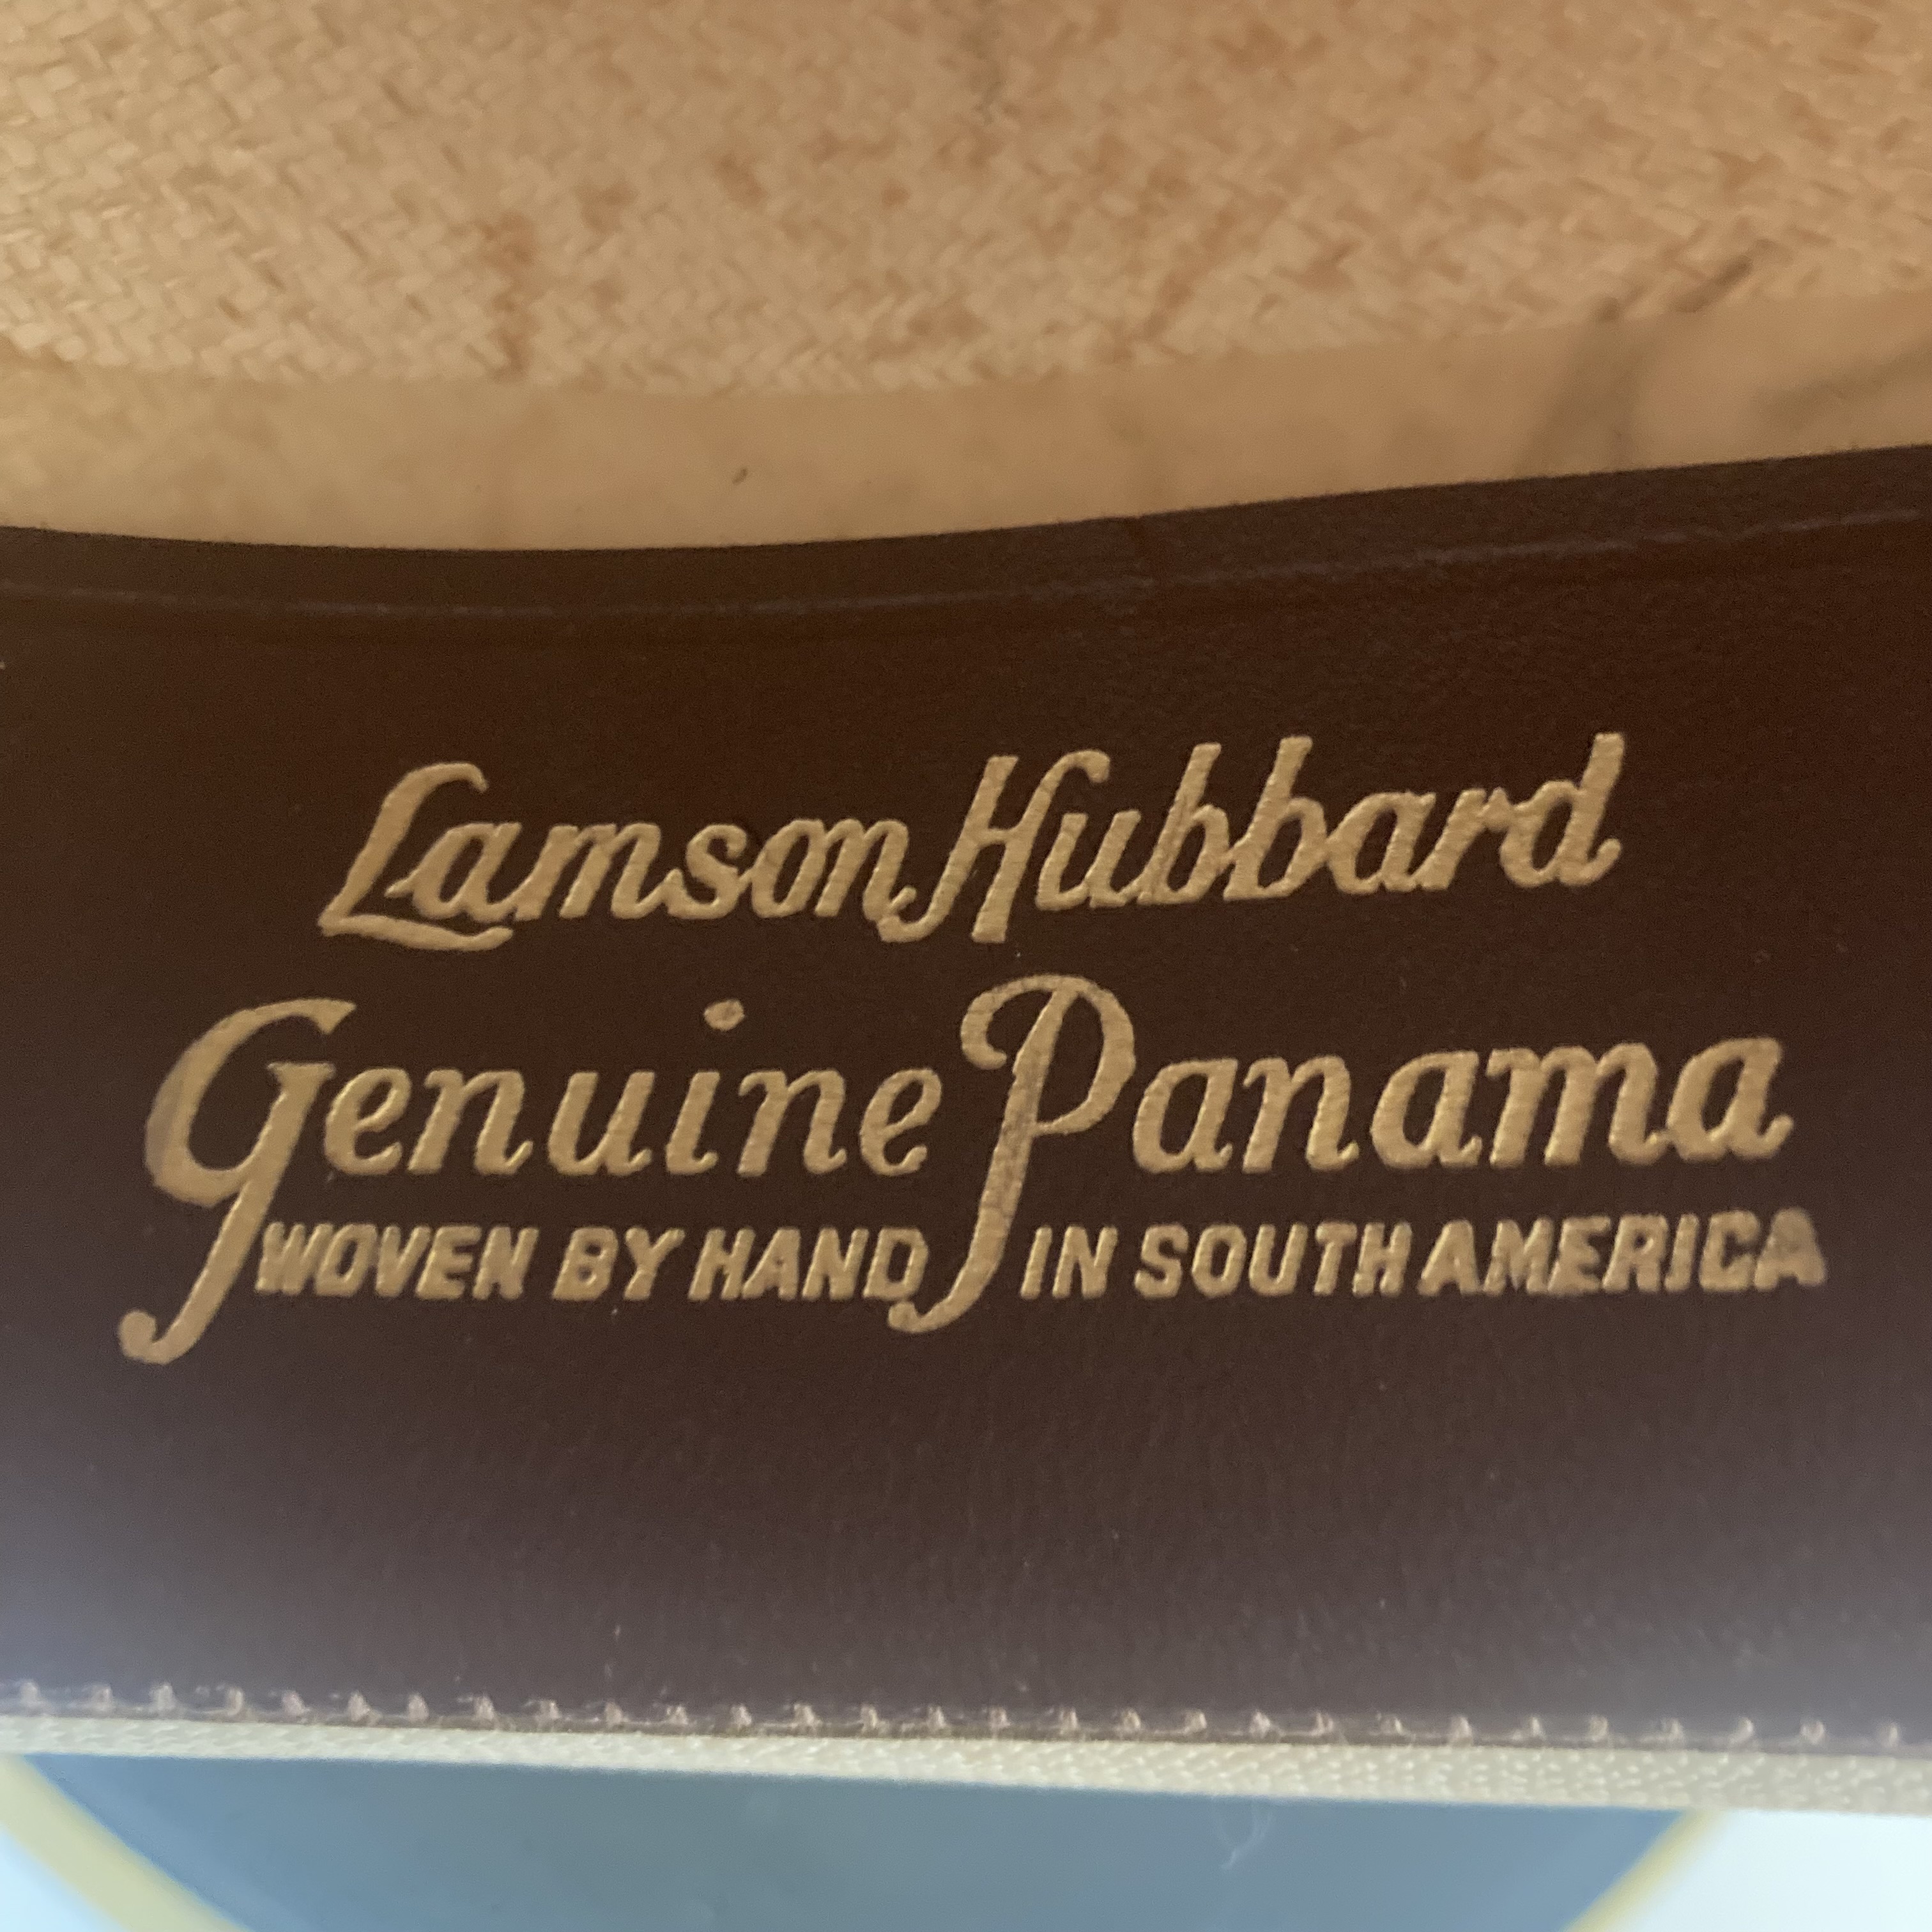 Lamson Hubbard
Genuine Panama
WOVEN BY HAND IN SOUTH AMERICA